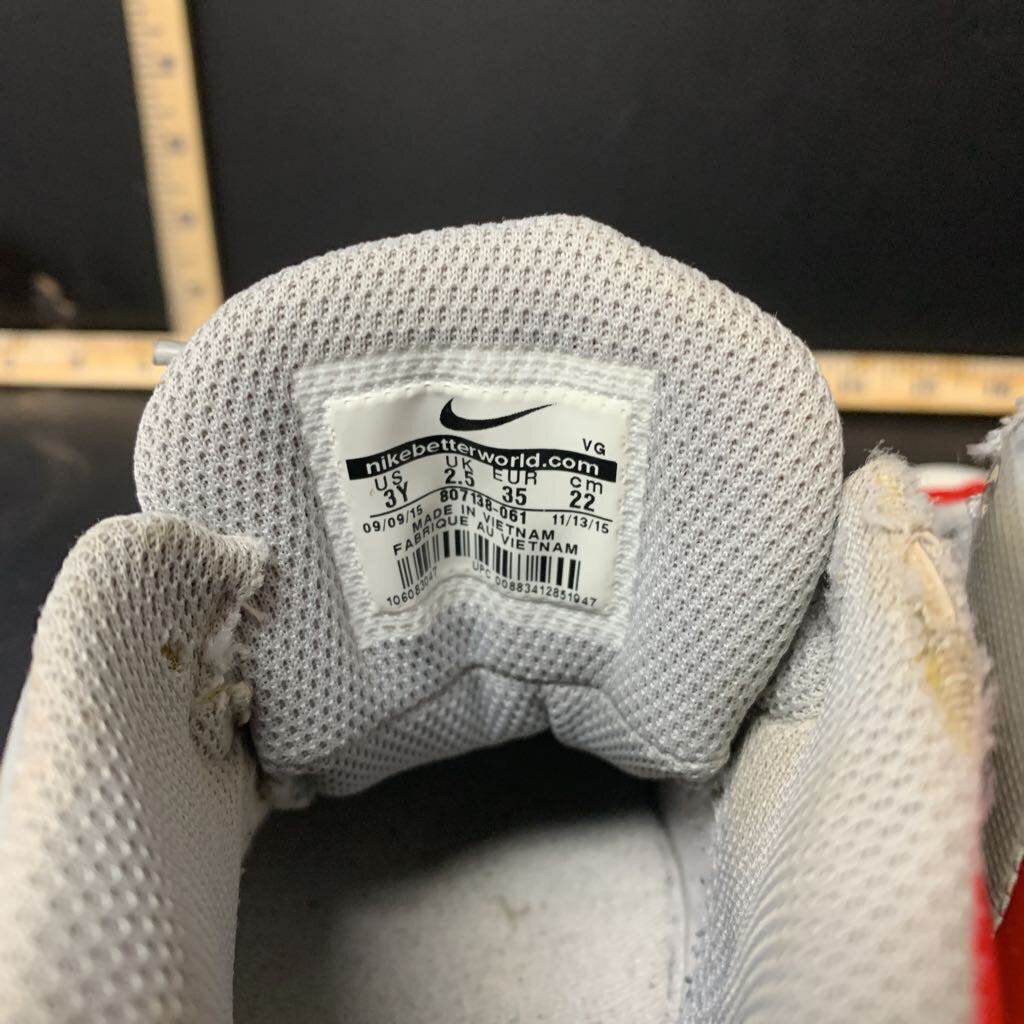 VG
nikebetterworld.com
US UK EUR cm
3Y 2.5 35 22
807138-061
09/09/15 11/13/15
MADE IN VIETNAM
FABRIQUE AU VIETNAM
UPC 00883412851947